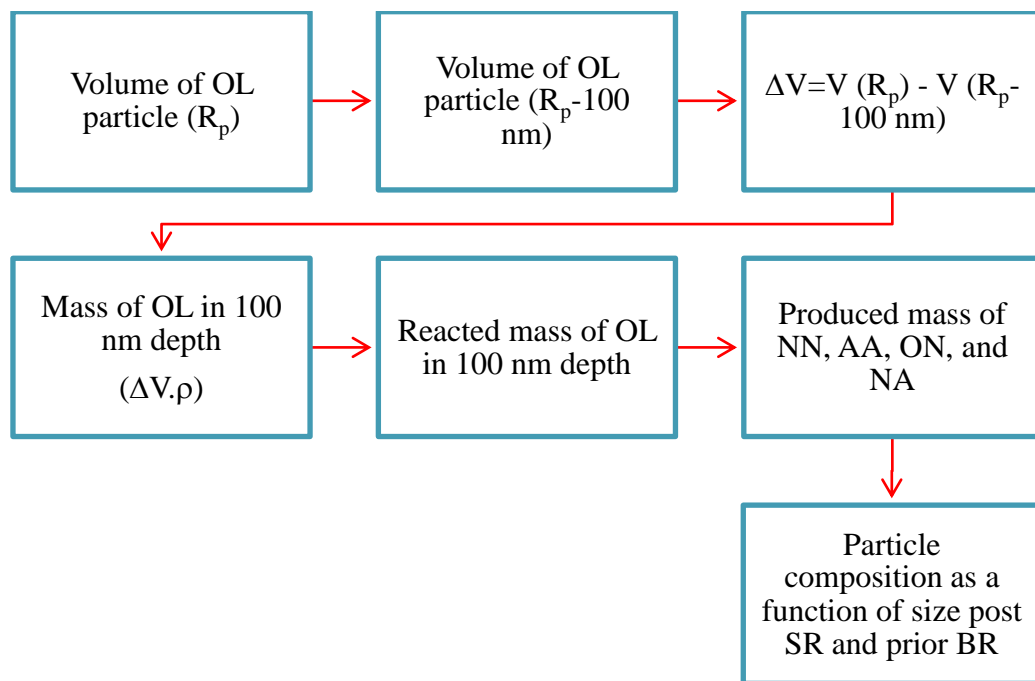 Volume of OL
particle (Rp)
Volume of OL
particle (Rp-100
nm)
ΔV=V (Rp) - V (Rp-
100 nm)
Mass of OL in 100
nm depth
(ΔV.ρ)
Reacted mass of OL
in 100 nm depth
Produced mass of
NN, AA, ON, and
NA
Particle
composition as a
function of size post
SR and prior BR